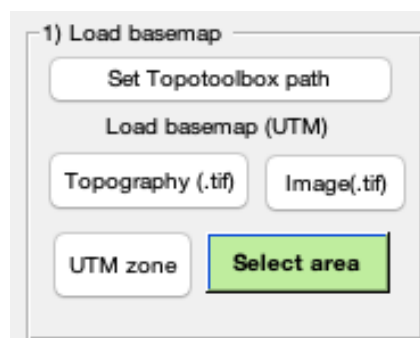 1) Load basemap
Set Topotoolbox path
Load basemap (UTM)
Topography (.tif) Image(.tif)
UTM zone Select area